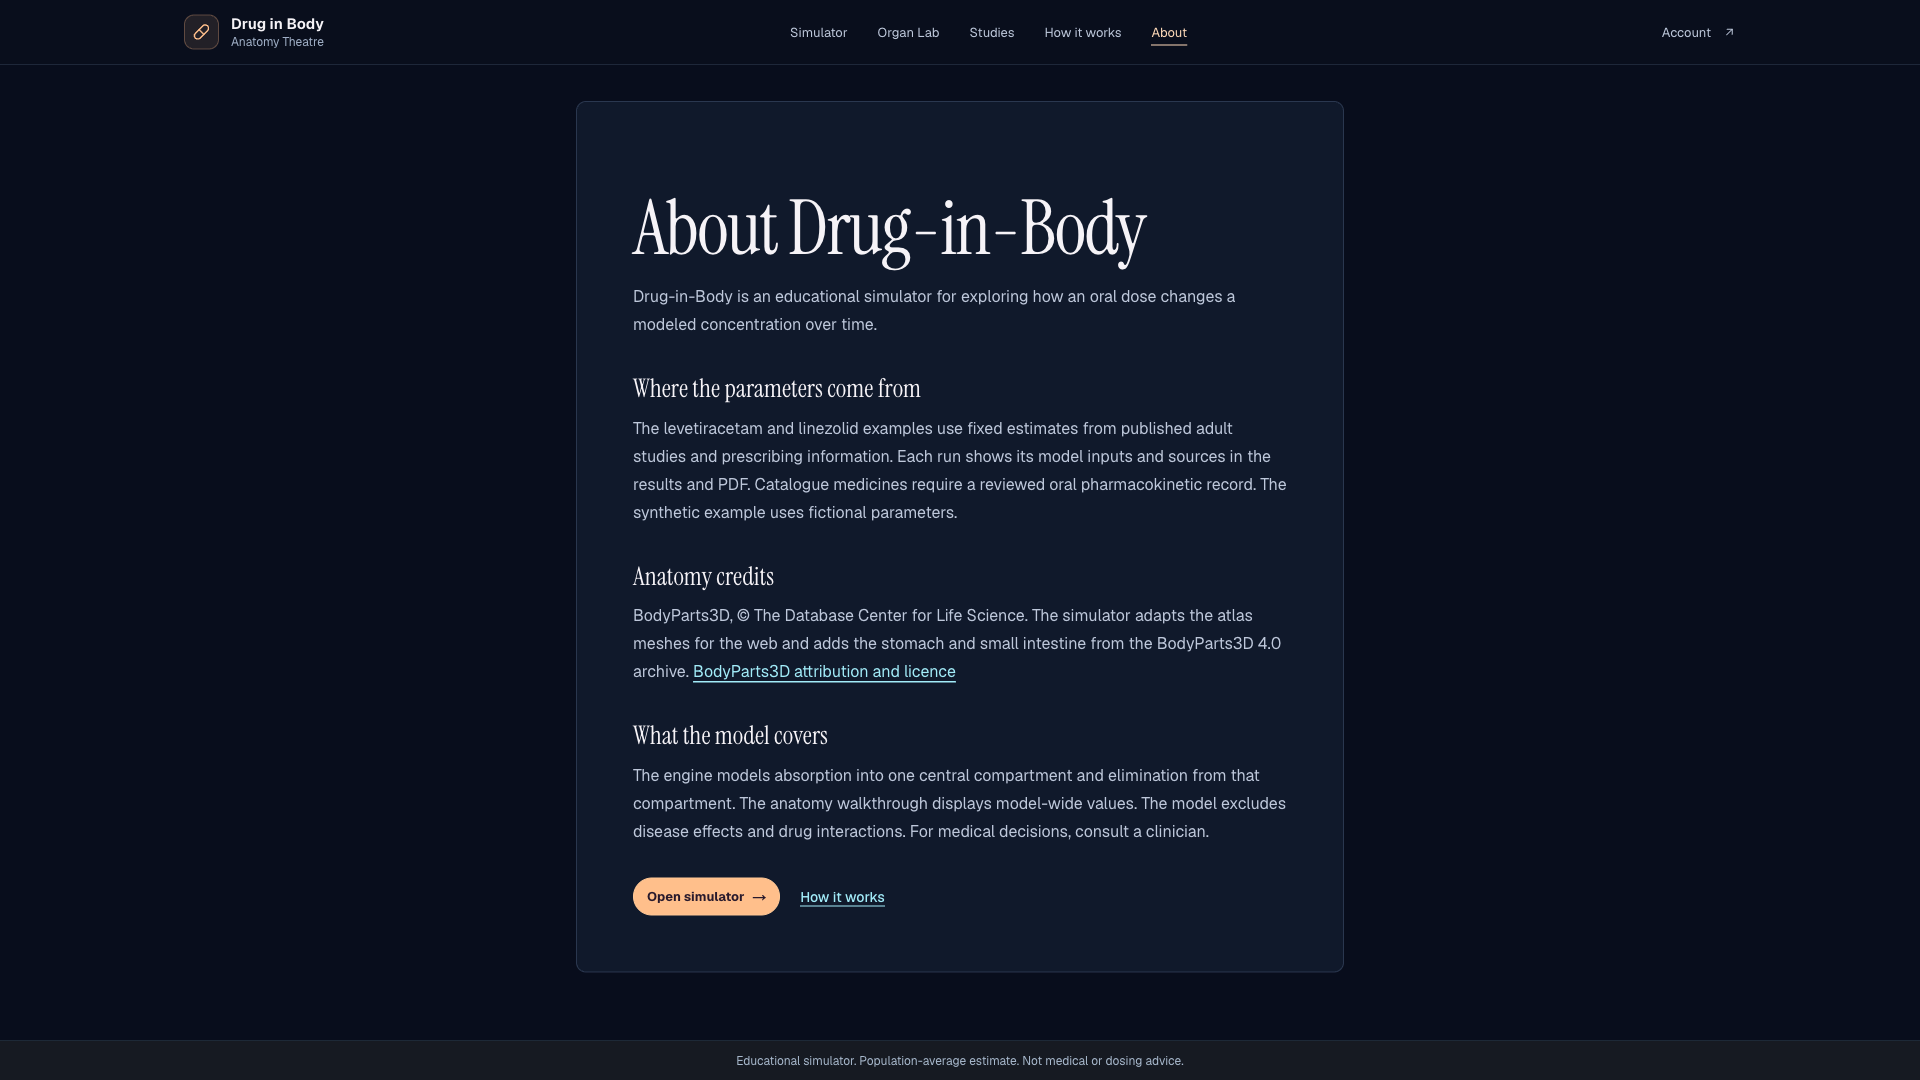 Drug in Body
Anatomy Theatre
Simulator
Organ Lab
Studies
How it works
About
Account
About Drug-in-Body
Drug-in-Body is an educational simulator for exploring how an oral dose changes a
modeled concentration over time.
Where the parameters come from
The levetiracetam and linezolid examples use fixed estimates from published adult
studies and prescribing information. Each run shows its model inputs and sources in the
results and PDF. Catalogue medicines require a reviewed oral pharmacokinetic record. The
synthetic example uses fictional parameters.
Anatomy credits
BodyParts3D, © The Database Center for Life Science. The simulator adapts the atlas
meshes for the web and adds the stomach and small intestine from the BodyParts3D 4.0
archive. BodyParts3D attribution and licence
What the model covers
The engine models absorption into one central compartment and elimination from that
compartment. The anatomy walkthrough displays model-wide values. The model excludes
disease effects and drug interactions. For medical decisions, consult a clinician.
Open simulator →
How it works
Educational simulator. Population-average estimate. Not medical or dosing advice.